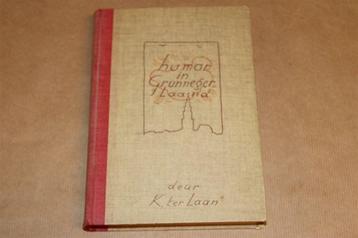 humor
in
Grunneger
Laand
deur
K. ter Laan